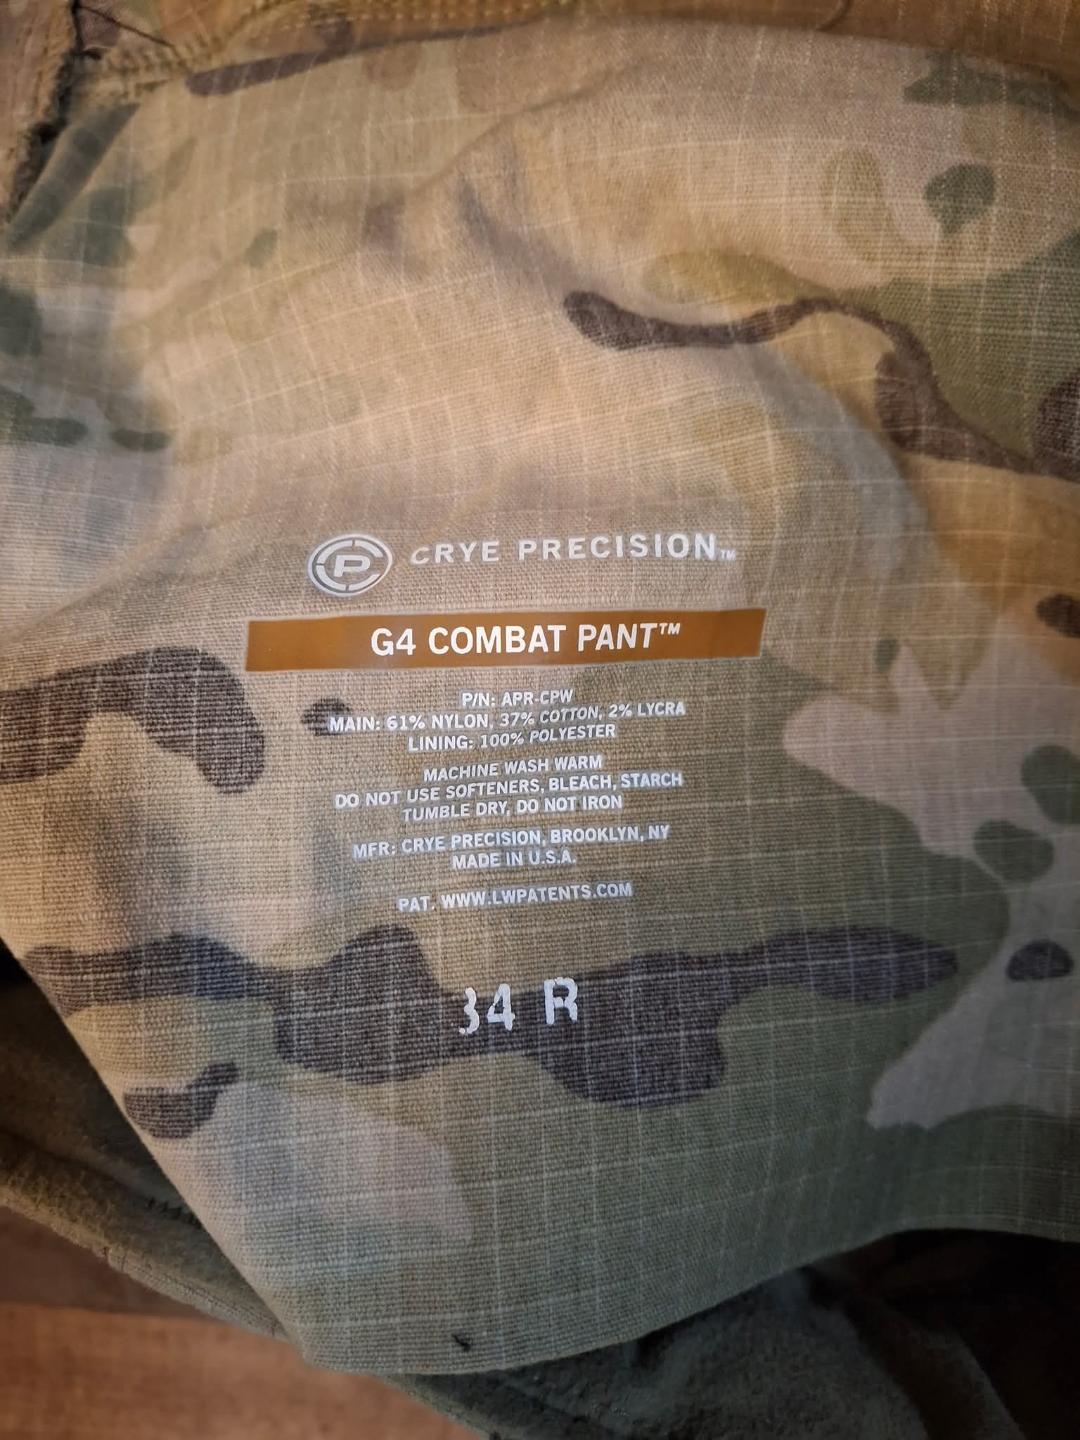 CP CRYE PRECISION™
G4 COMBAT PANT™
P/N: APR-CPW
MAIN: 61% NYLON, 37% COTTON, 2% LYCRA
LINING: 100% POLYESTER
MACHINE WASH WARM
DO NOT USE SOFTENERS, BLEACH, STARCH
TUMBLE DRY, DO NOT IRON
MFR: CRYE PRECISION, BROOKLYN, NY
MADE IN U.S.A.
PAT. WWW.LWPATENTS.COM
34 R